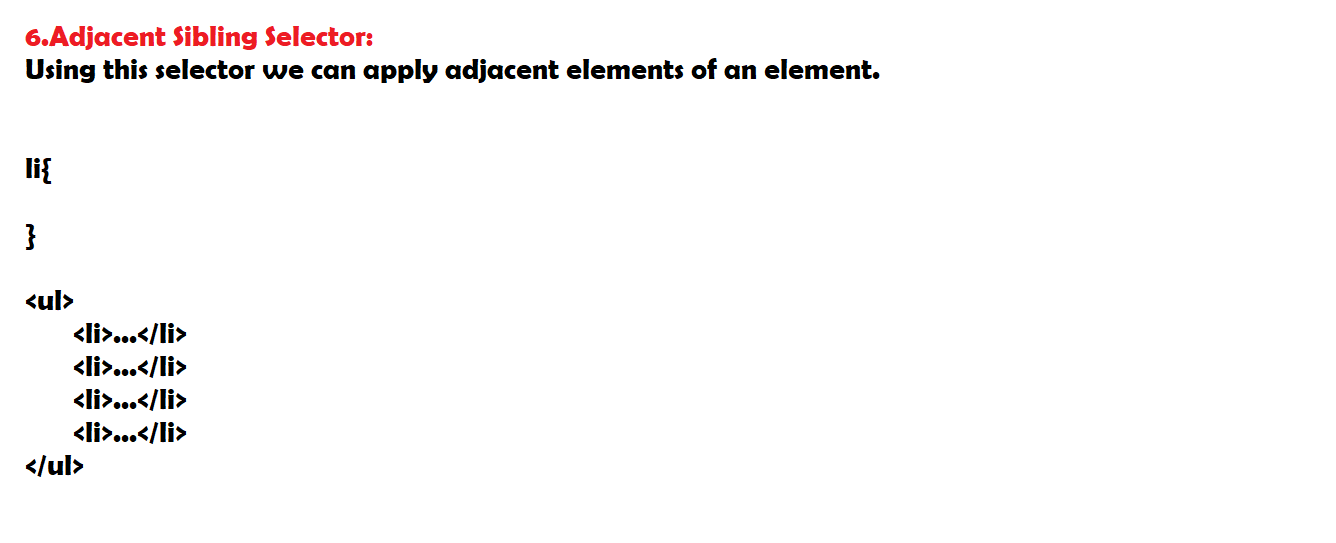 6.Adjacent Sibling Selector:
Using this selector we can apply adjacent elements of an element.
li{
}
<ul>
<li>...</li>
<li>...</li>
<li>...</li>
<li>...</li>
</ul>